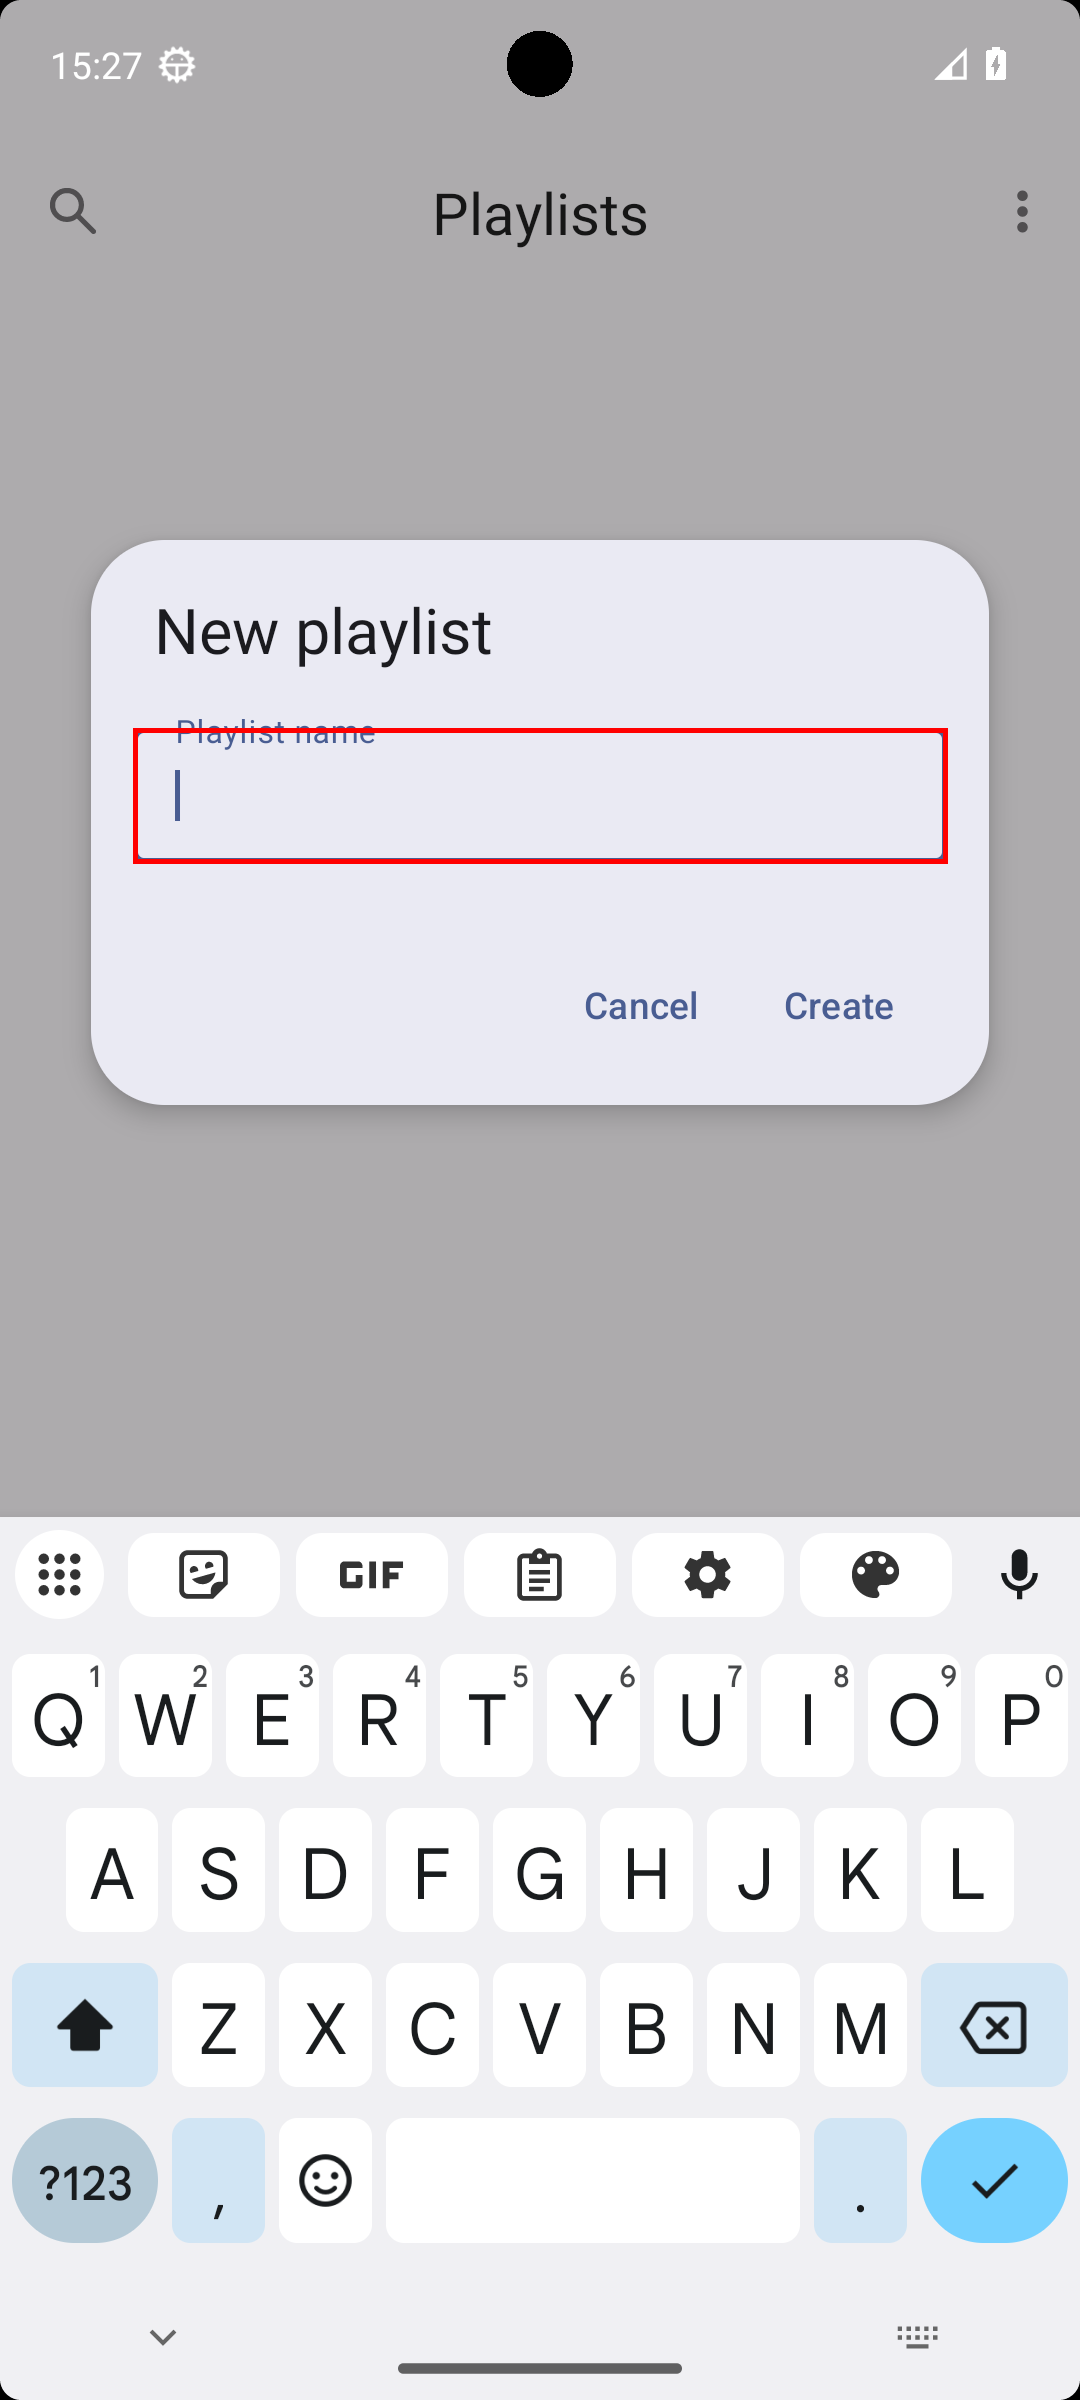 15:27
Playlists
New playlist
Playlist name
Cancel Create
GIF
Q 1 W 2 E 3 R 4 T 5 Y 6 U 7 I 8 O 9 P 0
A S D F G H J K L
Z X C V B N M
?123 , .